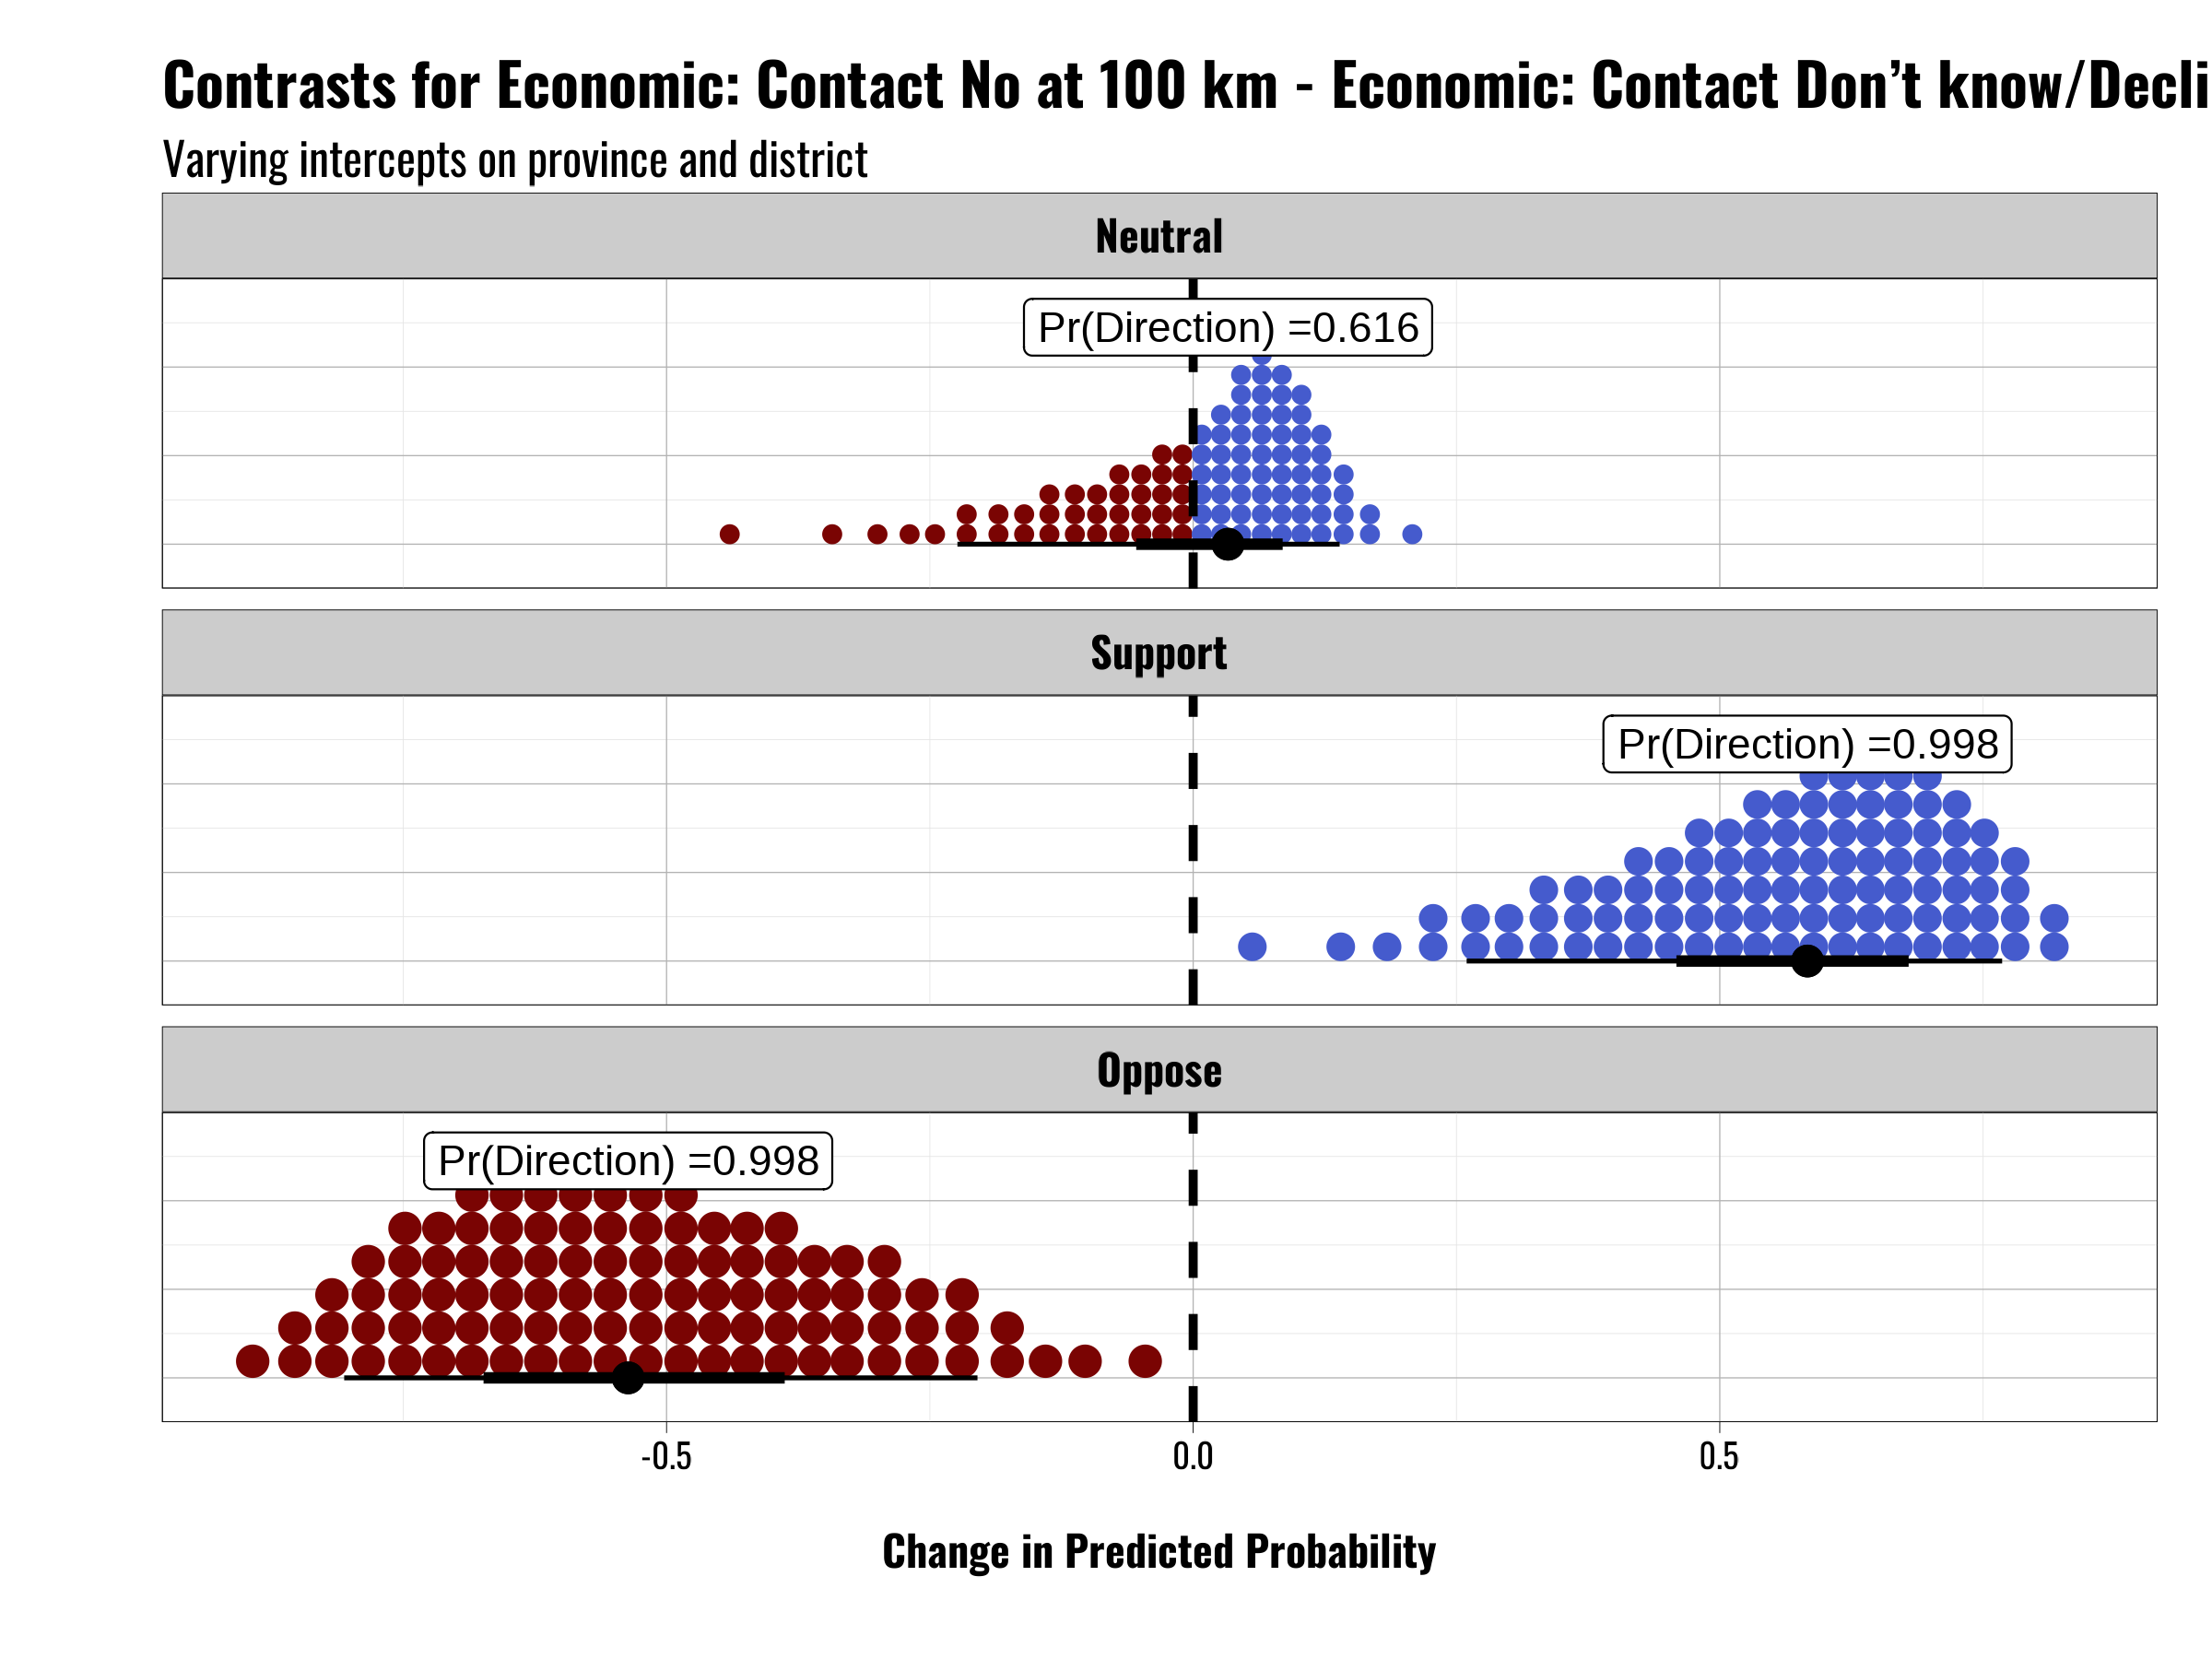 Contrasts for Economic: Contact No at 100 km - Economic: Contact Don’t know/Decli
Varying intercepts on province and district
Neutral
Pr(Direction) =0.616
Support
Pr(Direction) =0.998
Oppose
Pr(Direction) =0.998
-0.5 0.0 0.5
Change in Predicted Probability